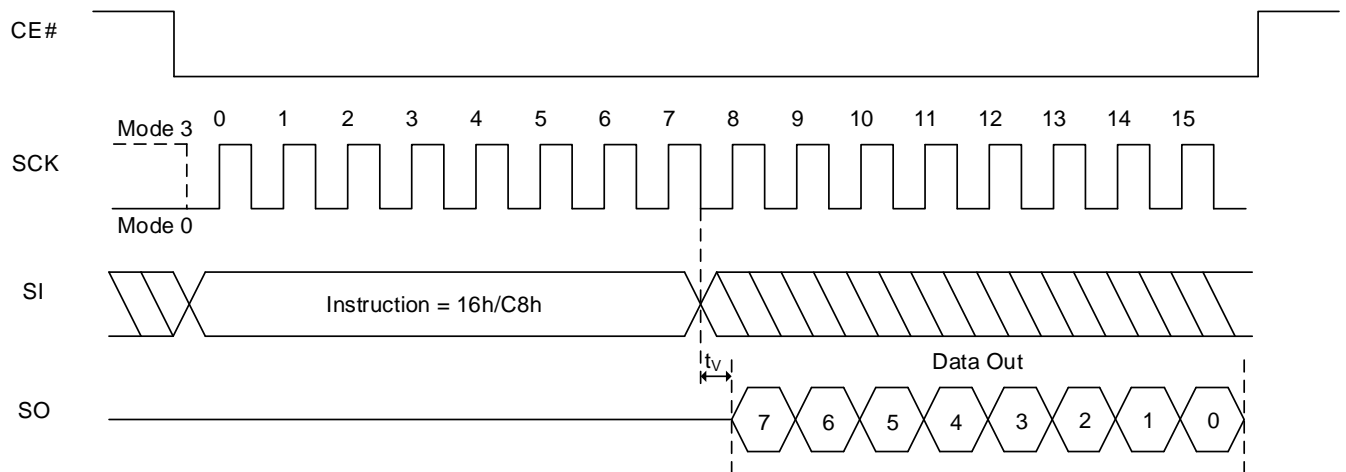 CE#
0 1 2 3 4 5 6 7 8 9 10 11 12 13 14 15
Mode 3
SCK
Mode 0
SI
Instruction = 16h/C8h
tV
Data Out
SO
7 6 5 4 3 2 1 0